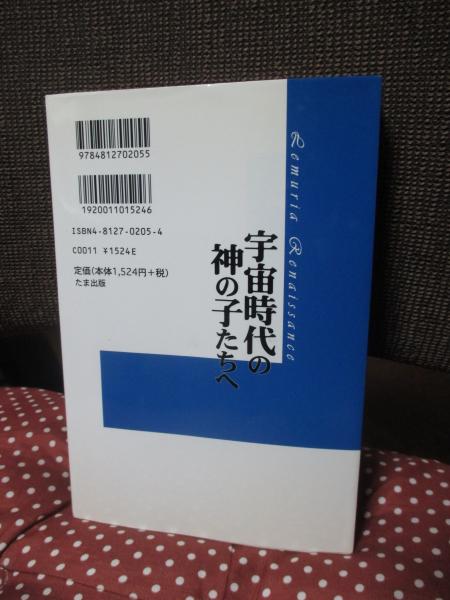 9784812702055
1920011015246
ISBN4-8127-0205-4
C0011 ¥1524E
定価(本体1,524円+税)
たま出版
宇宙時代の
神の子たちへ
Nemuria Renaissance